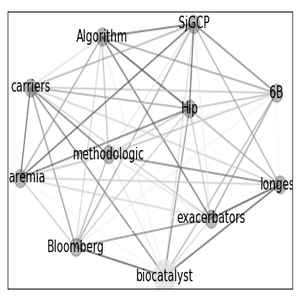 SiGCP
Algorithm
carriers
6B
Hip
methodologic
aremia
longes
exacerbators
Bloomberg
biocatalyst